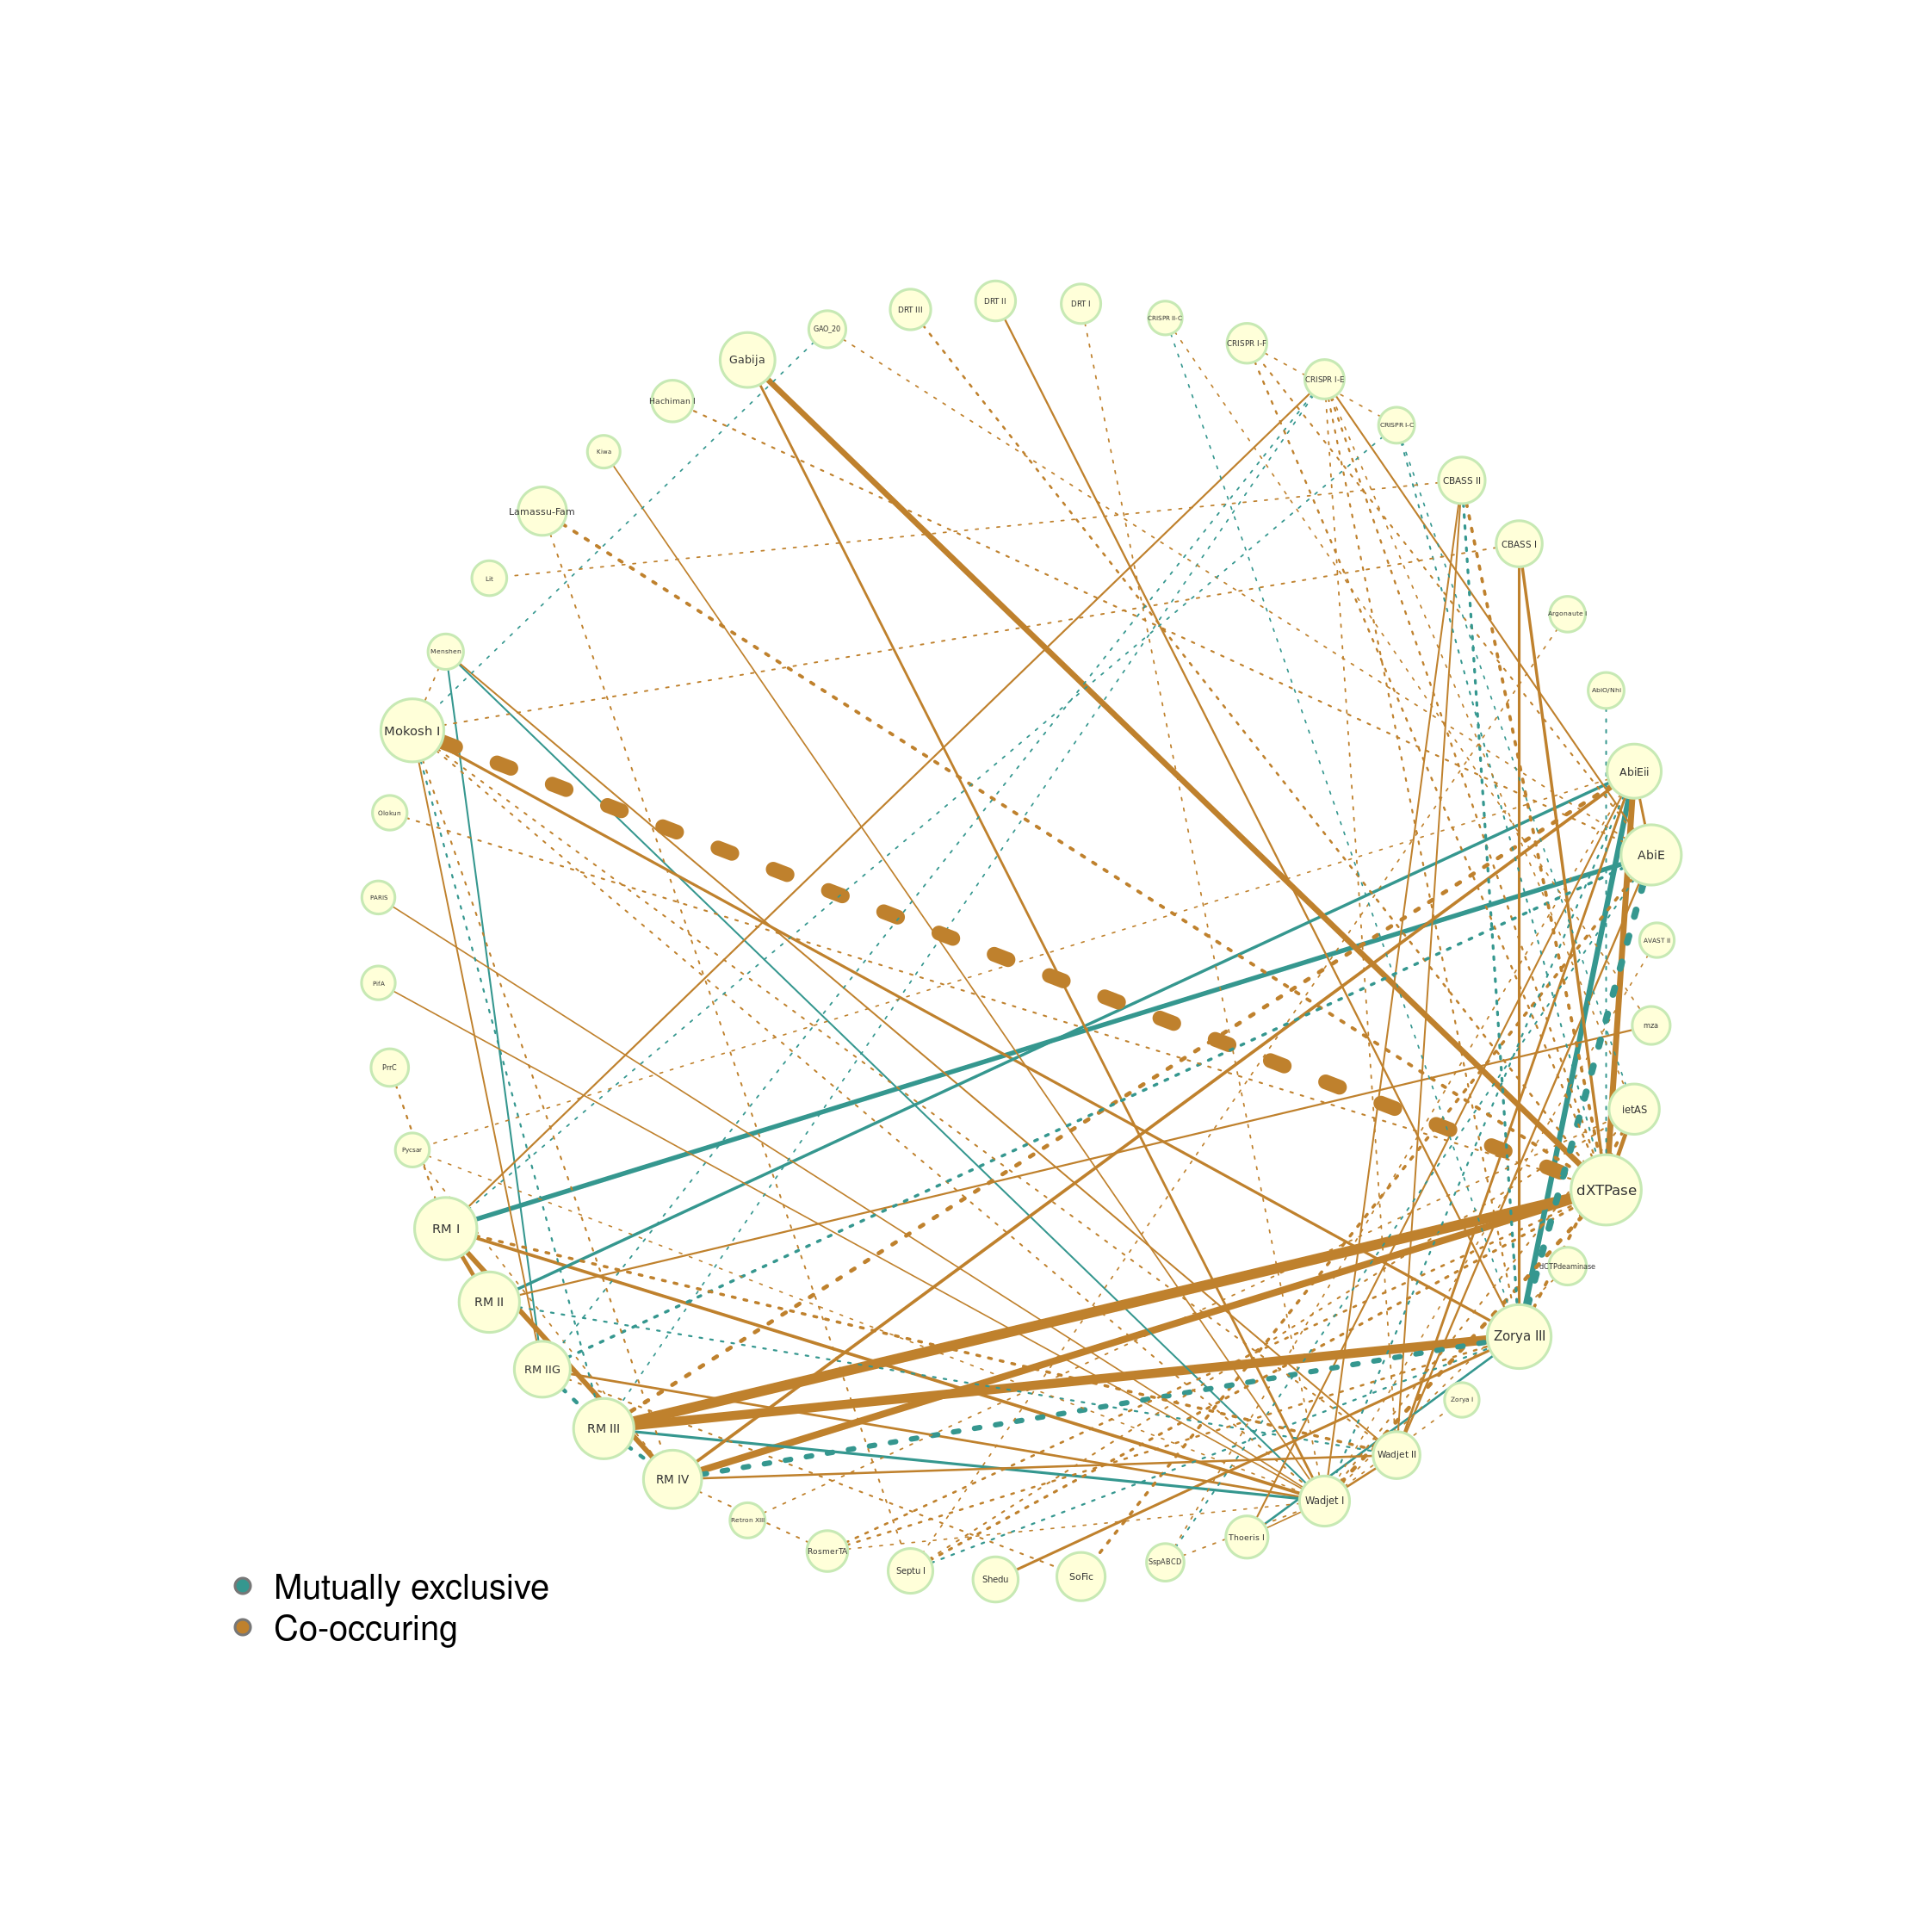 DRT II
DRT I
DRT III
CRISPR II-C
GAO_20
CRISPR I-F
Gabija
CRISPR I-E
Hachiman I
CRISPR I-C
Kiwa
CBASS II
Lamassu-Fam
CBASS I
Lit
Argonaute I
Menshen
AbiO/Nhi
Mokosh I
AbiEii
Olokun
AbiE
PARIS
AVAST II
PifA
mza
PrrC
ietAS
Pycsar
dXTPase
RM I
dCTPdeaminase
RM II
Zorya III
RM IIG
Zorya I
RM III
Wadjet II
RM IV
Wadjet I
Retron XIII
Thoeris I
RosmerTA
SspABCD
Septu I
SoFic
Shedu
Mutually exclusive
Co-occuring